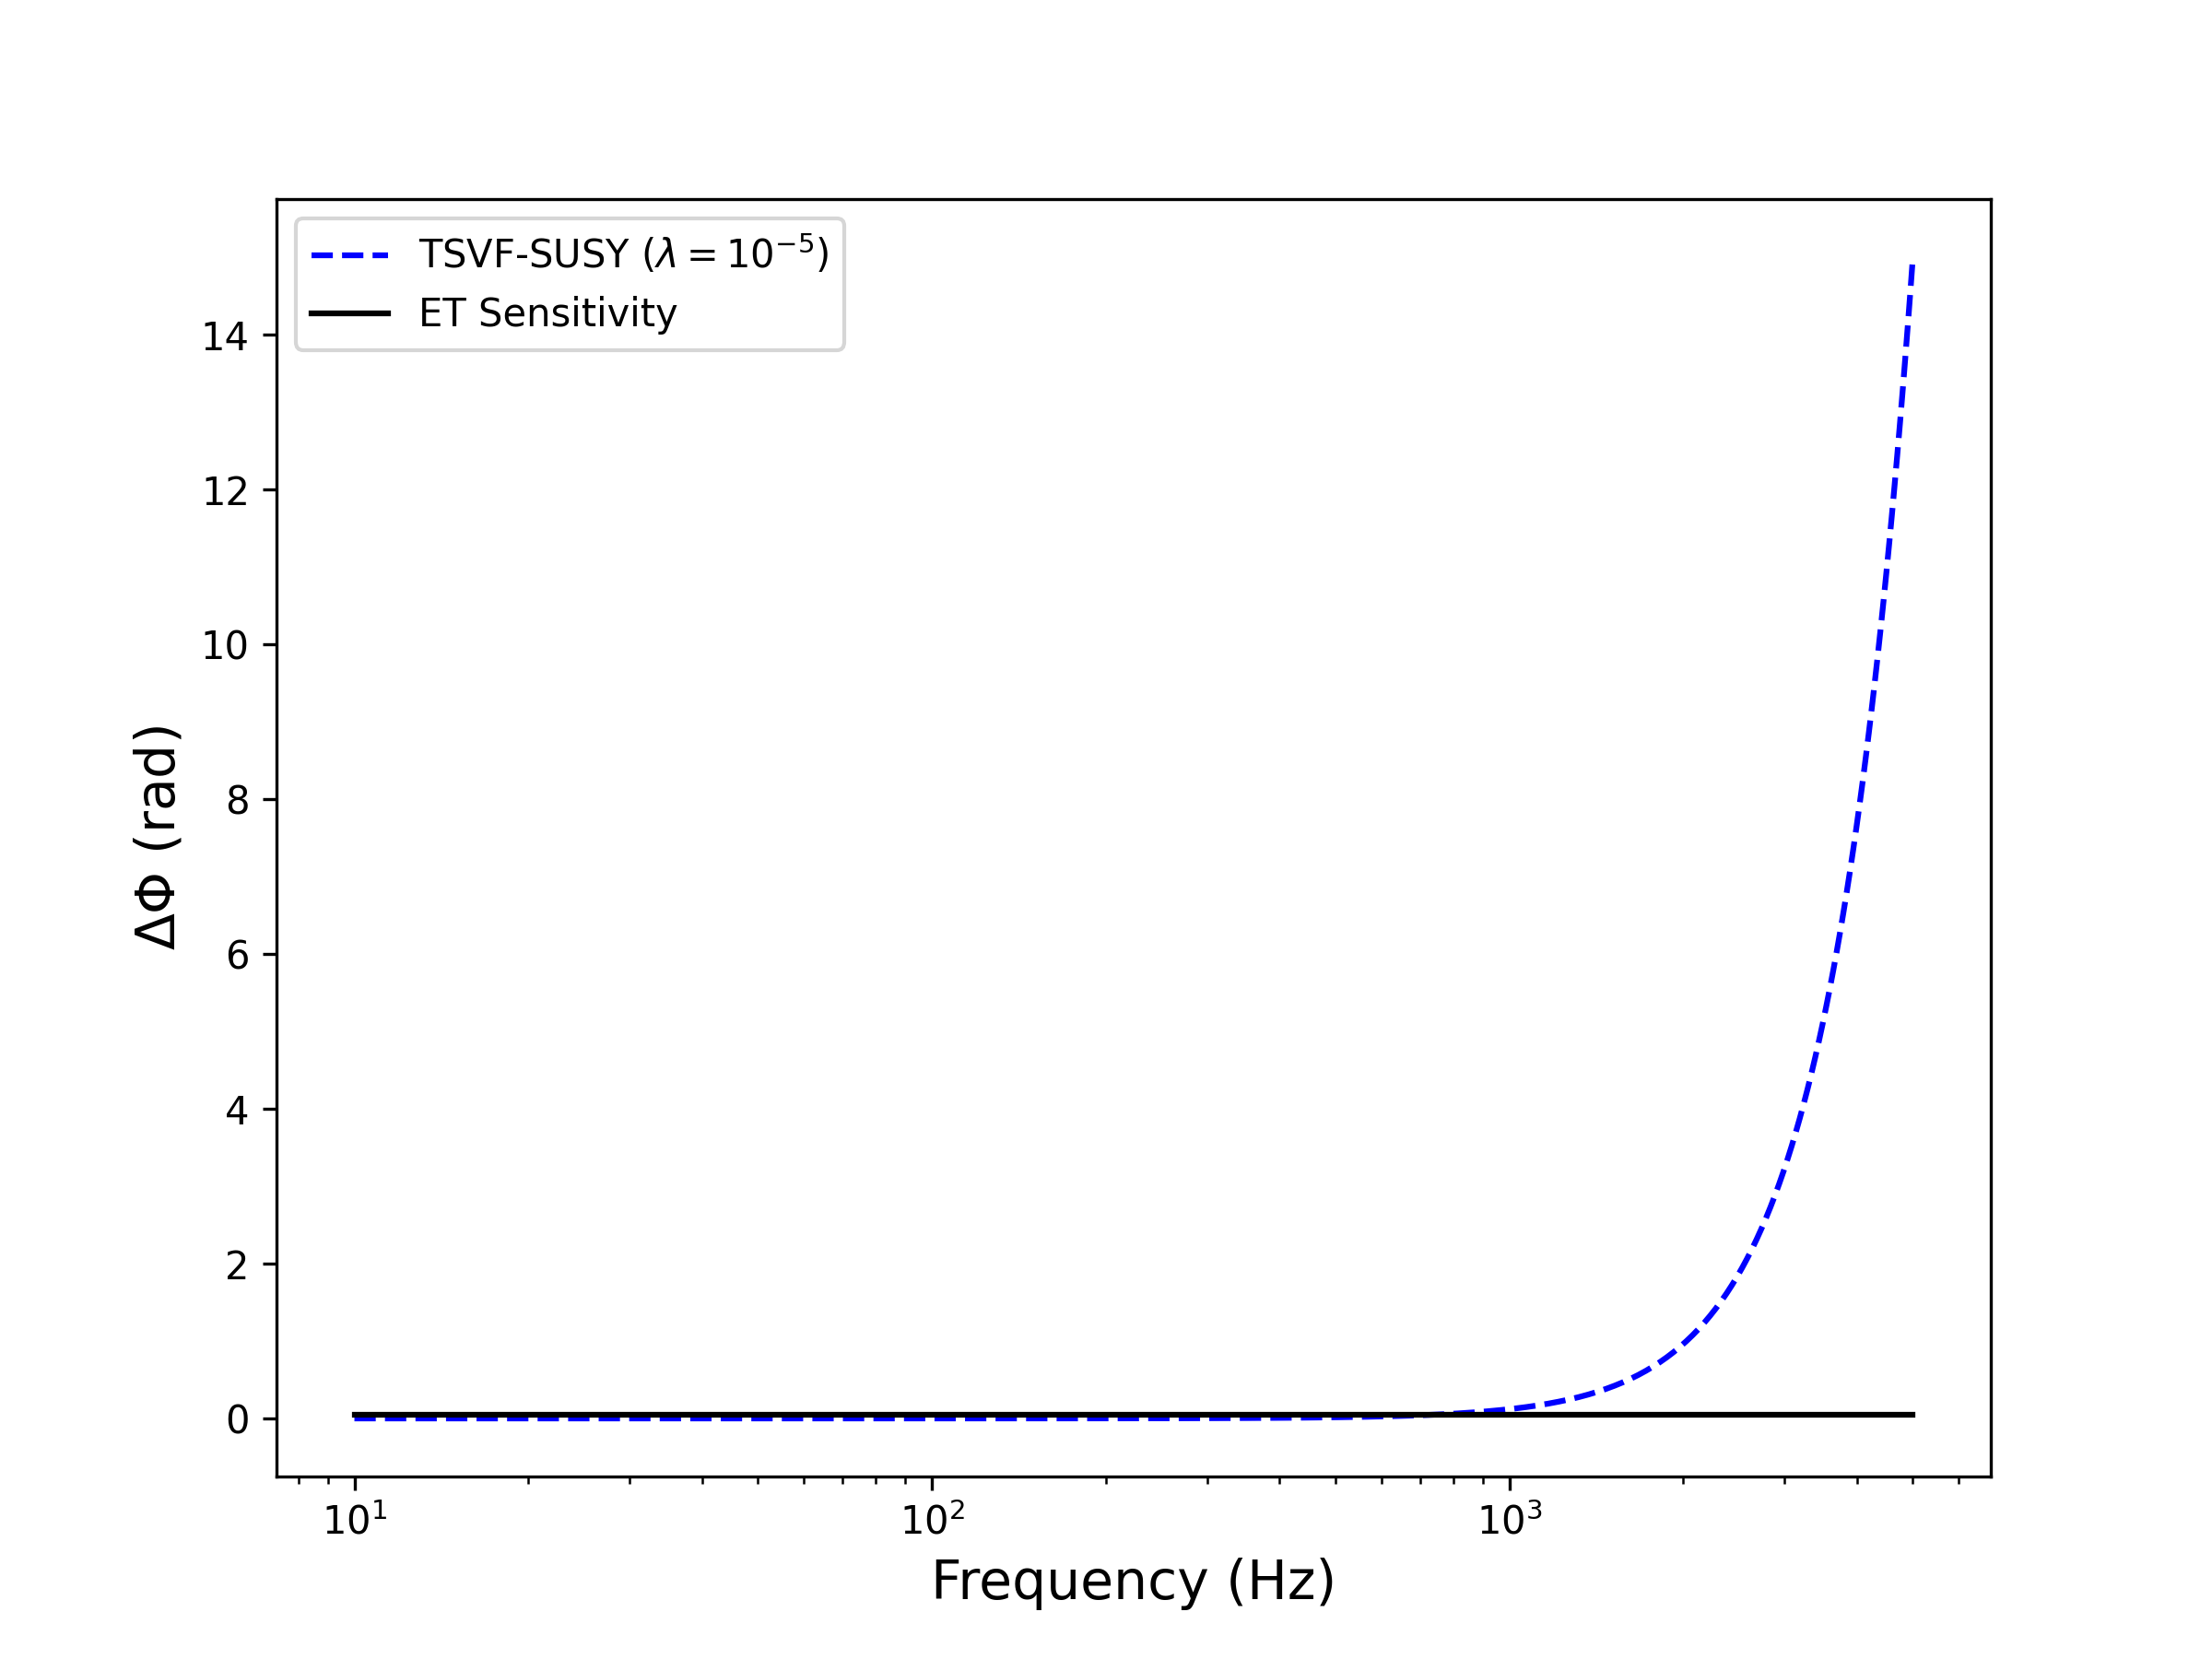 TSVF-SUSY (λ = 10⁻⁵)
ET Sensitivity
14
12
10
8
6
4
2
0
ΔΦ (rad)
10¹ 10² 10³
Frequency (Hz)